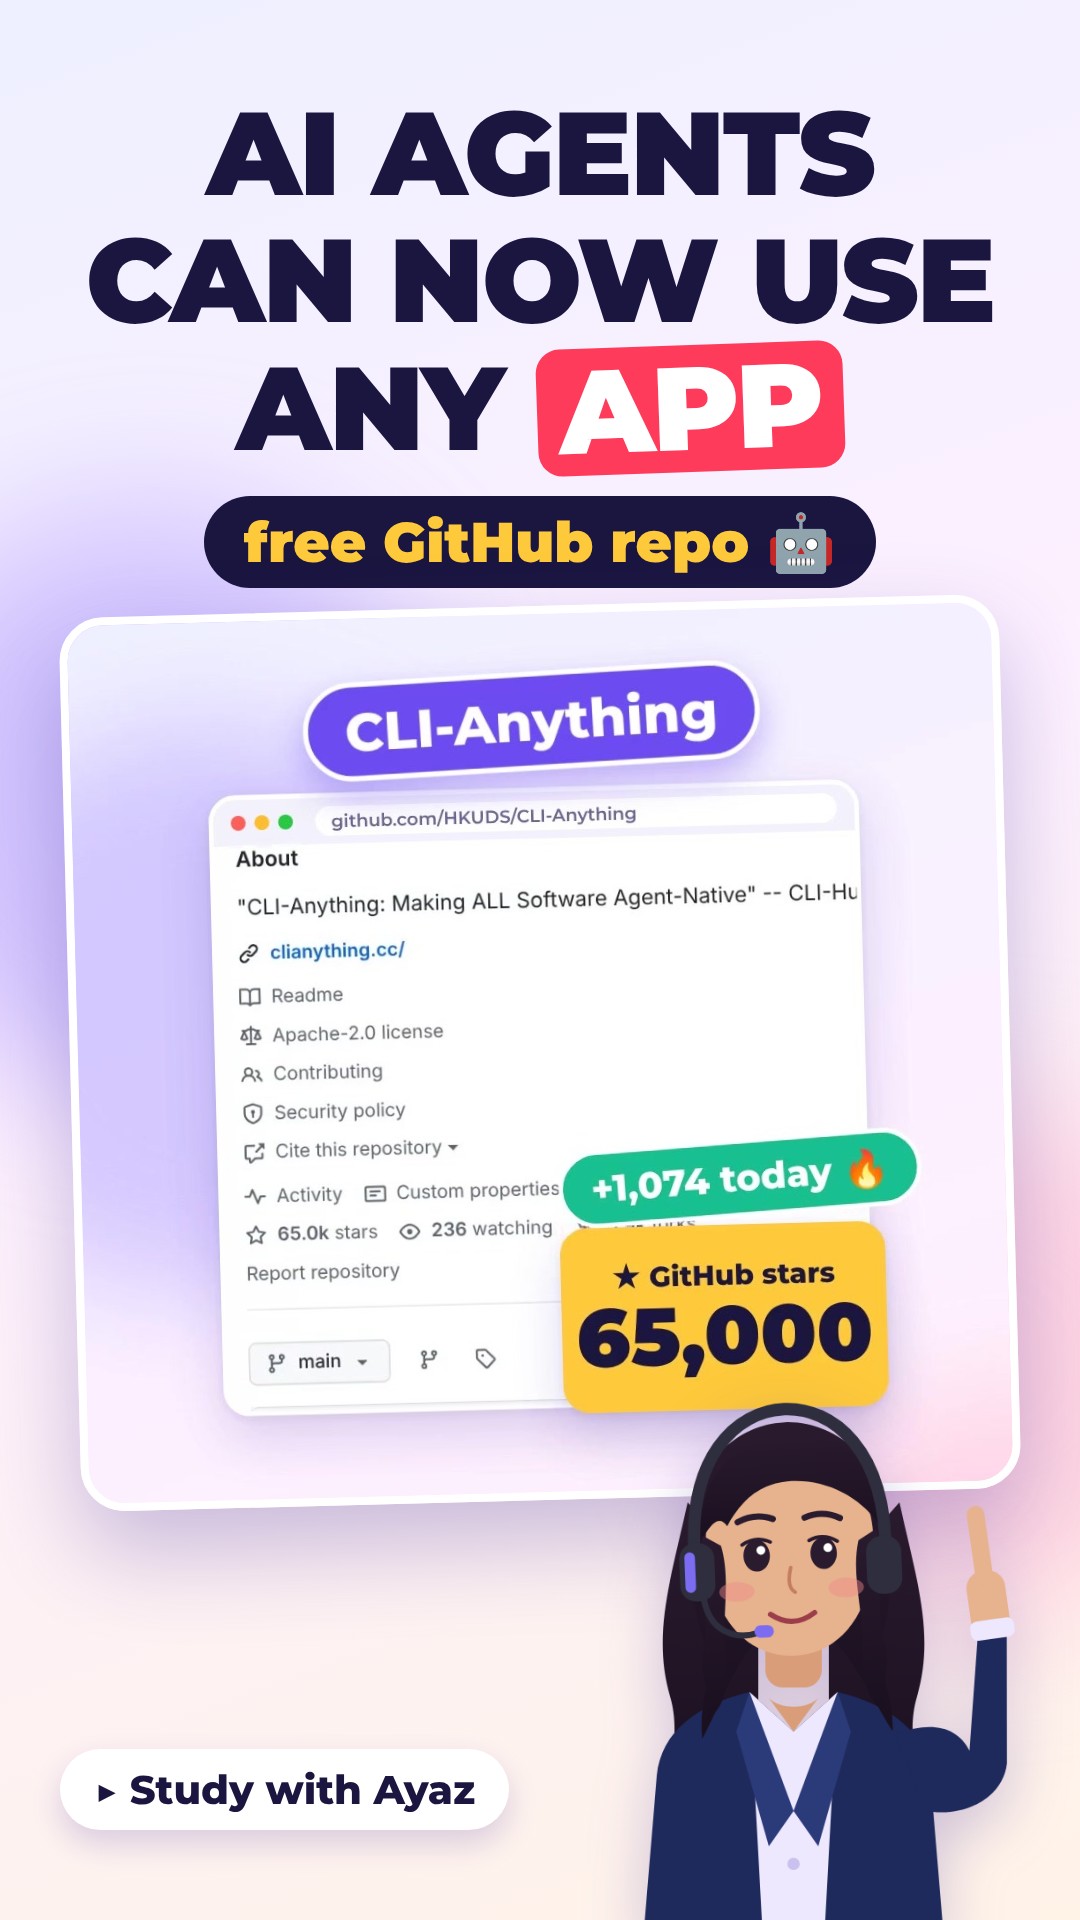 AI AGENTS
CAN NOW USE
ANY APP
free GitHub repo
CLI-Anything
github.com/HKUDS/CLI-Anything
About
"CLI-Anything: Making ALL Software Agent-Native" -- CLI-Hu
clianything.cc/
Readme
Apache-2.0 license
Contributing
Security policy
Cite this repository
Activity Custom properties
+1,074 today 🔥
65.0k stars 236 watching
Report repository
★ GitHub stars
65,000
main
▸ Study with Ayaz